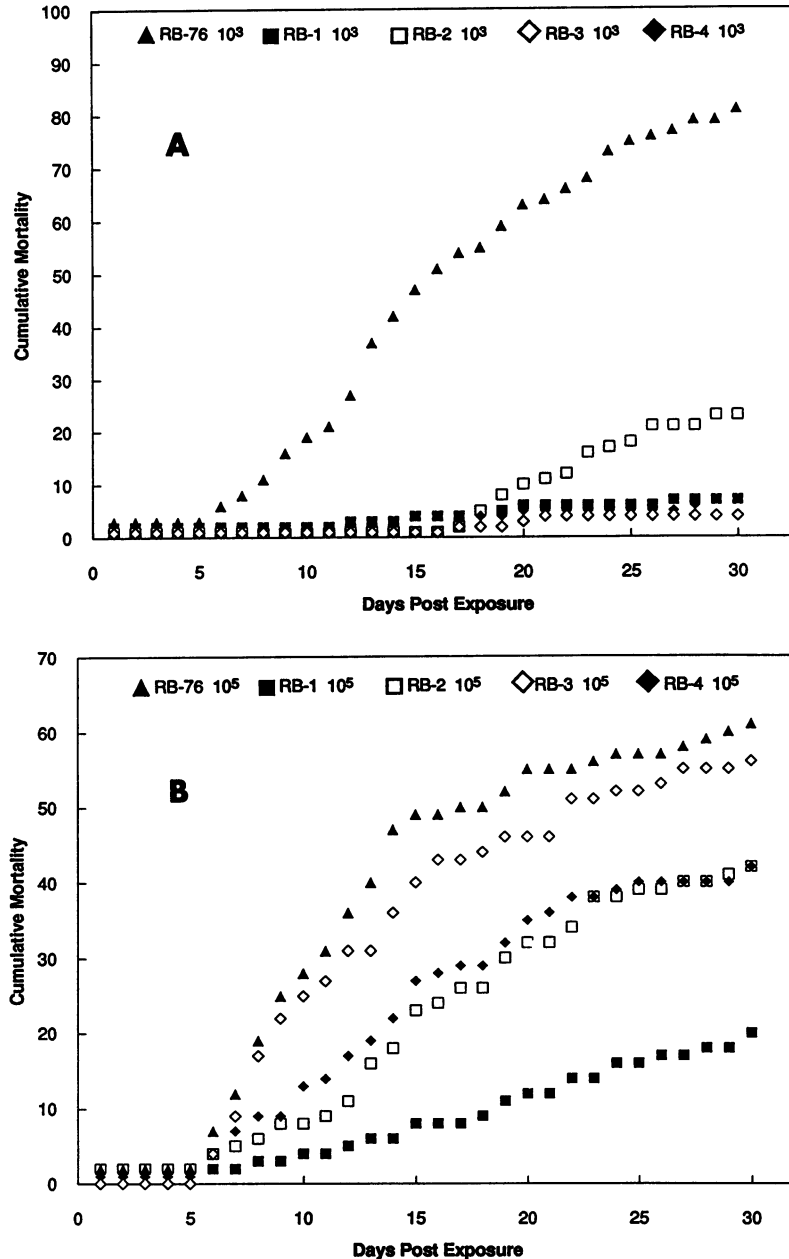 100
90
80
70
60
50
40
30
20
10
0
Cumulative Mortality
RB-76 10³ RB-1 10³ RB-2 10³ RB-3 10³ RB-4 10³
A
0 5 10 15 20 25 30
Days Post Exposure
70
60
50
40
30
20
10
0
Cumulative Mortality
RB-76 10⁵ RB-1 10⁵ RB-2 10⁵ RB-3 10⁵ RB-4 10⁵
B
0 5 10 15 20 25 30
Days Post Exposure